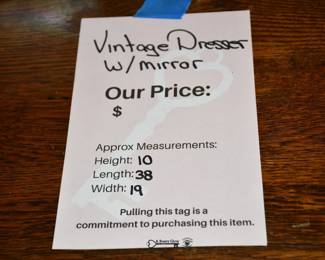 Vintage Dresser
w/mirror
Our Price:
$
Approx Measurements:
Height: 10
Length: 38
Width: 19
Pulling this tag is a
commitment to purchasing this item.